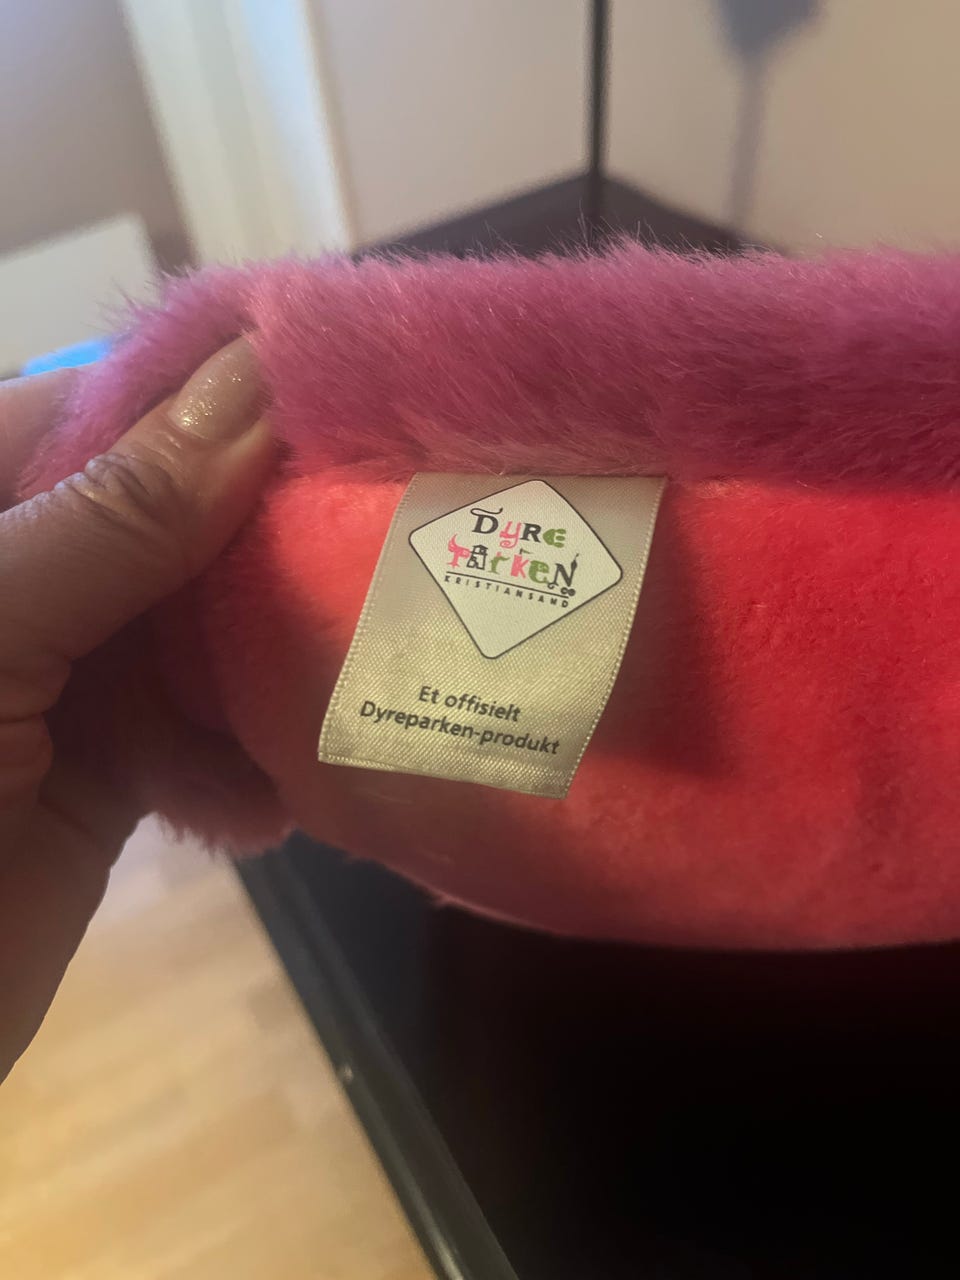 DyRe
PARKeN
KRISTIANSAND
Et offisielt
Dyreparken-produkt